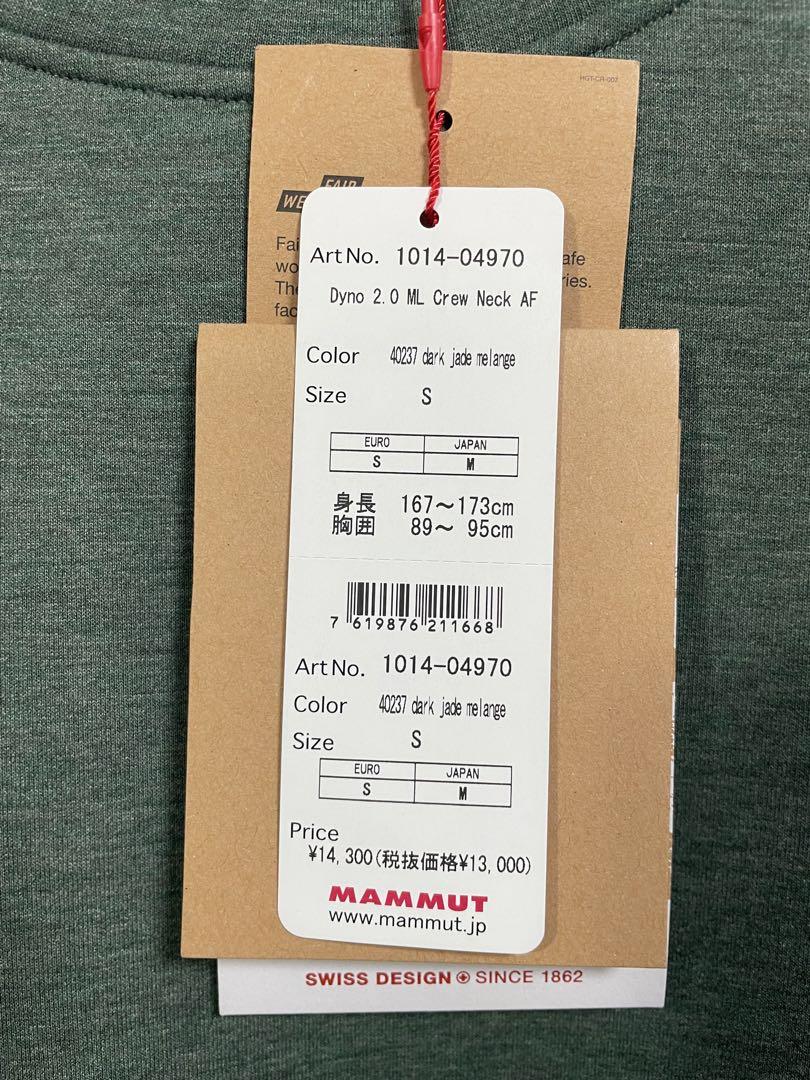 HGT-CR-002
FAIR
WE
Fai
afe
wo
ries.
The
fac
Art No. 1014-04970
Dyno 2.0 ML Crew Neck AF
Color 40237 dark jade melange
Size S
EURO JAPAN
S M
身長 167～173cm
胸囲 89～ 95cm
7 619876 211668
Art No. 1014-04970
Color 40237 dark jade melange
Size S
EURO JAPAN
S M
Price
¥14,300(税抜価格¥13,000)
MAMMUT
www.mammut.jp
SWISS DESIGN SINCE 1862